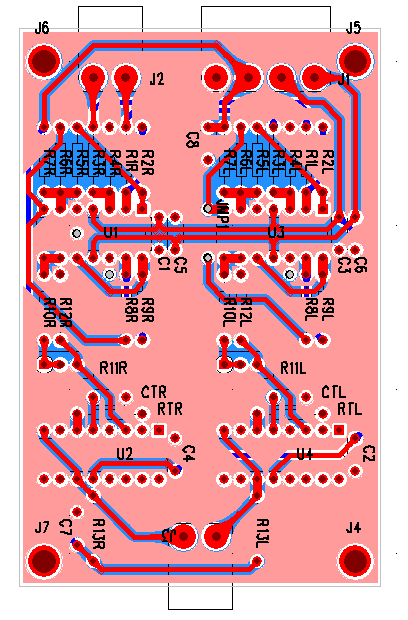 J6 J5
J2 J1
C8
R7R R6R R5R R3R R4R R1R R2R R7L R6L R5L R3L R4L R1L R2L
JMP1
U1 U3
C1 C5 C3 C6
R10R R12R R8R R9R R10L R12L R8L R9L
R11R R11L
CTR CTL
RTR RTL
U2 U4
C4 C2
J7 C7 R13R J3 R13L J4